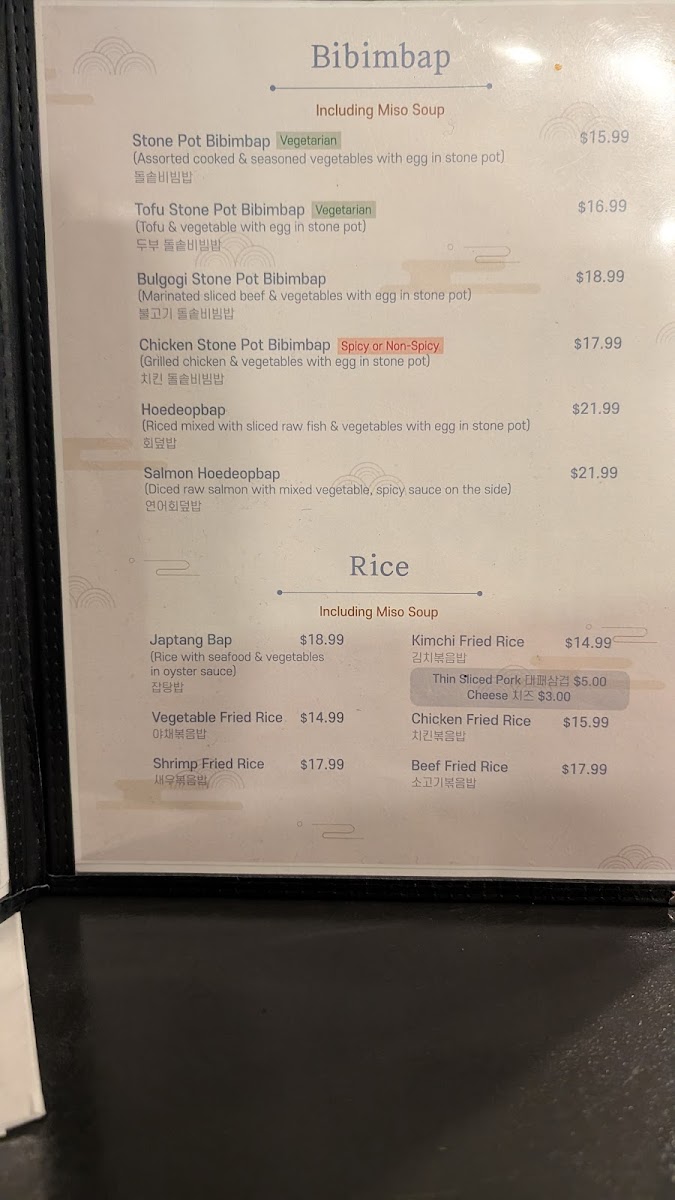 Bibimbap
Including Miso Soup
Stone Pot Bibimbap Vegetarian $15.99
(Assorted cooked & seasoned vegetables with egg in stone pot)
돌솥비빔밥
Tofu Stone Pot Bibimbap Vegetarian $16.99
(Tofu & vegetable with egg in stone pot)
두부 돌솥비빔밥
Bulgogi Stone Pot Bibimbap $18.99
(Marinated sliced beef & vegetables with egg in stone pot)
불고기 돌솥비빔밥
Chicken Stone Pot Bibimbap Spicy or Non-Spicy $17.99
(Grilled chicken & vegetables with egg in stone pot)
치킨 돌솥비빔밥
Hoedeopbap $21.99
(Riced mixed with sliced raw fish & vegetables with egg in stone pot)
회덮밥
Salmon Hoedeopbap $21.99
(Diced raw salmon with mixed vegetable, spicy sauce on the side)
연어회덮밥
Rice
Including Miso Soup
Japtang Bap $18.99
(Rice with seafood & vegetables
in oyster sauce)
잡탕밥
Vegetable Fried Rice $14.99
야채볶음밥
Shrimp Fried Rice $17.99
새우볶음밥
Kimchi Fried Rice $14.99
김치볶음밥
Thin Sliced Pork 대패삼겹 $5.00
Cheese 치즈 $3.00
Chicken Fried Rice $15.99
치킨볶음밥
Beef Fried Rice $17.99
소고기볶음밥